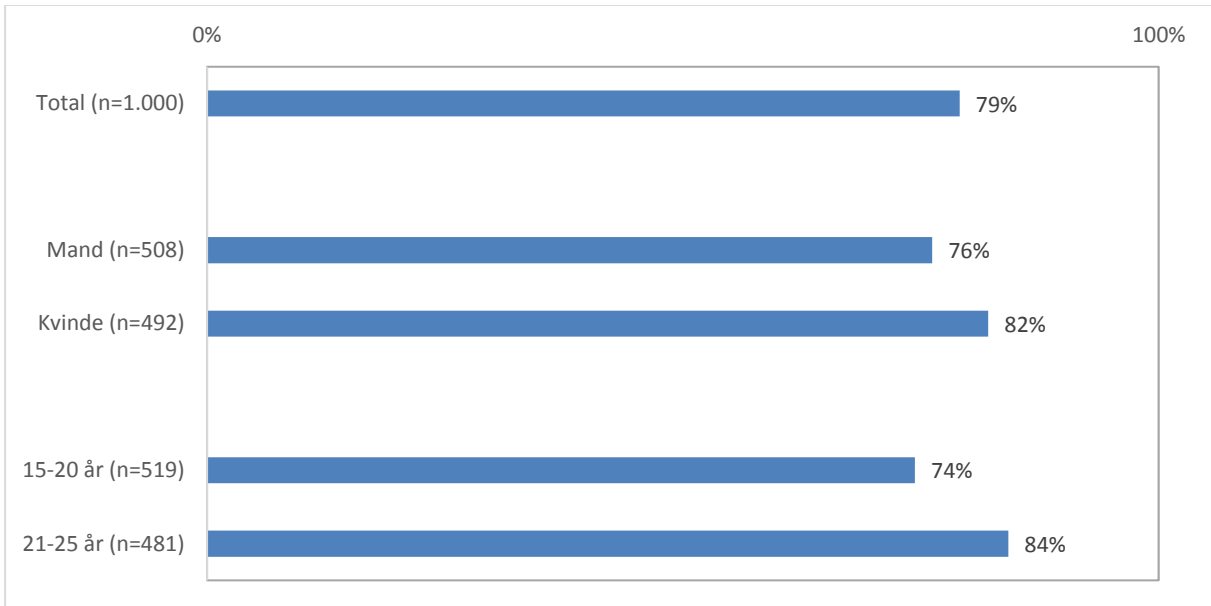 0% 100%
Total (n=1.000) 79%
Mand (n=508) 76%
Kvinde (n=492) 82%
15-20 år (n=519) 74%
21-25 år (n=481) 84%